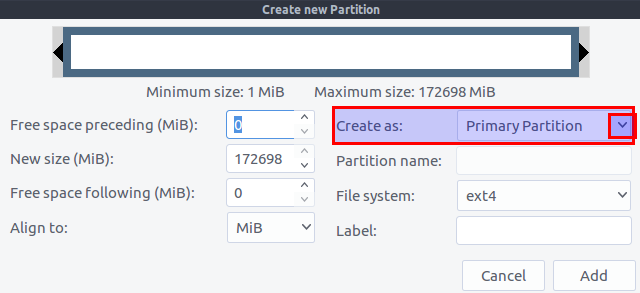 Create new Partition
Minimum size: 1 MiB Maximum size: 172698 MiB
Free space preceding (MiB): 0 Create as: Primary Partition
New size (MiB): 172698 Partition name:
Free space following (MiB): 0 File system: ext4
Align to: MiB Label:
Cancel Add